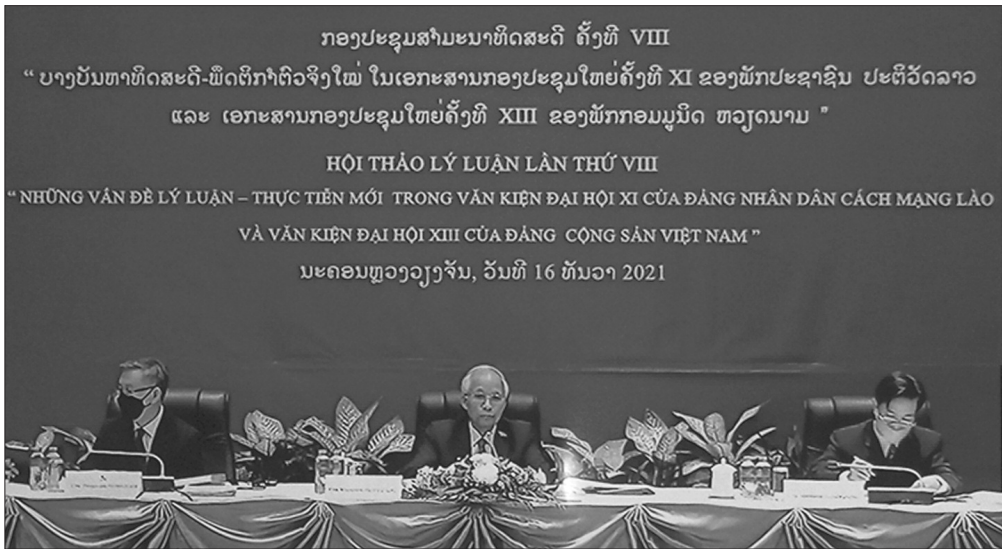 ກອງປະຊຸມສຳມະນາທິດສະດີ ຄັ້ງທີ VIII
“ ບາງບັນຫາທິດສະດີ-ພຶດຕິກຳຕົວຈິງໃໝ່ ໃນເອກະສານກອງປະຊຸມໃຫຍ່ຄັ້ງທີ XI ຂອງພັກປະຊາຊົນ ປະຕິວັດລາວ
ແລະ ເອກະສານກອງປະຊຸມໃຫຍ່ຄັ້ງທີ XIII ຂອງພັກກອມມູນິດ ຫວຽດນາມ ”
HỘI THẢO LÝ LUẬN LẦN THỨ VIII
“ NHỮNG VẤN ĐỀ LÝ LUẬN – THỰC TIỄN MỚI TRONG VĂN KIỆN ĐẠI HỘI XI CỦA ĐẢNG NHÂN DÂN CÁCH MẠNG LÀO
VÀ VĂN KIỆN ĐẠI HỘI XIII CỦA ĐẢNG CỘNG SẢN VIỆT NAM ”
ນະຄອນຫຼວງວຽງຈັນ, ວັນທີ 16 ທັນວາ 2021